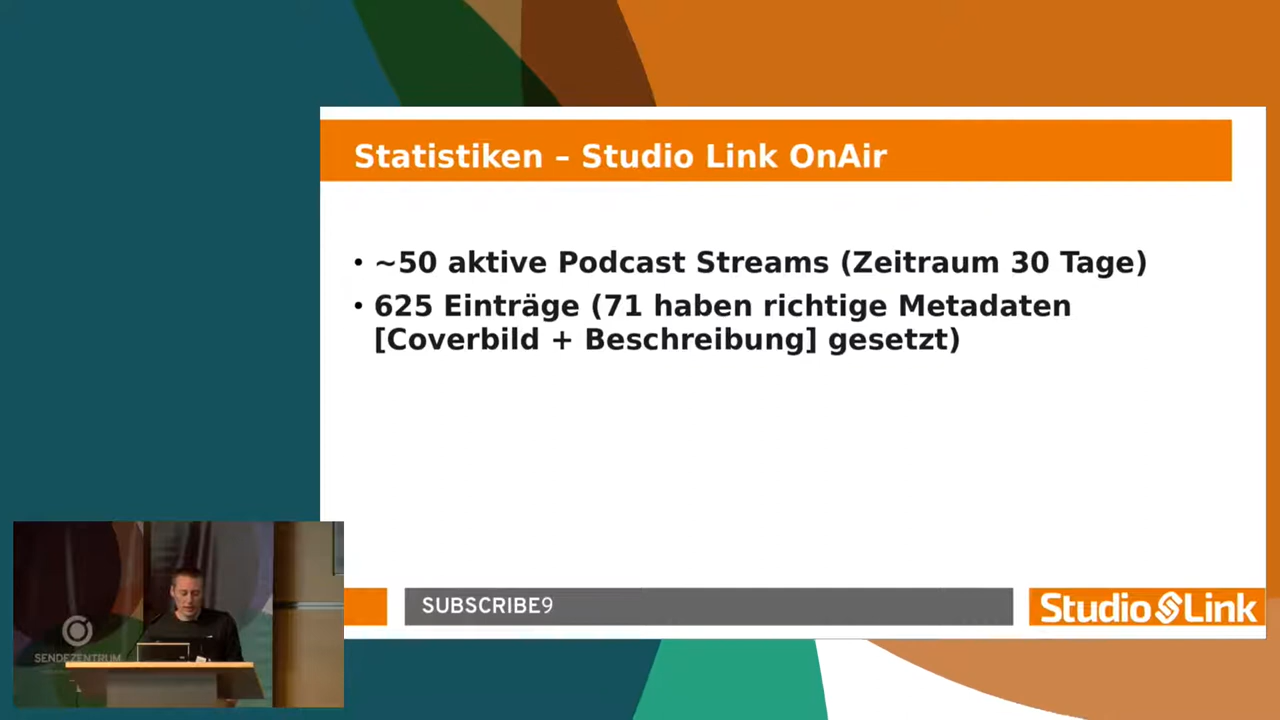 Statistiken – Studio Link OnAir
• ~50 aktive Podcast Streams (Zeitraum 30 Tage)
• 625 Einträge (71 haben richtige Metadaten
[Coverbild + Beschreibung] gesetzt)
SUBSCRIBE9
Studio Link
SENDEZENTRUM